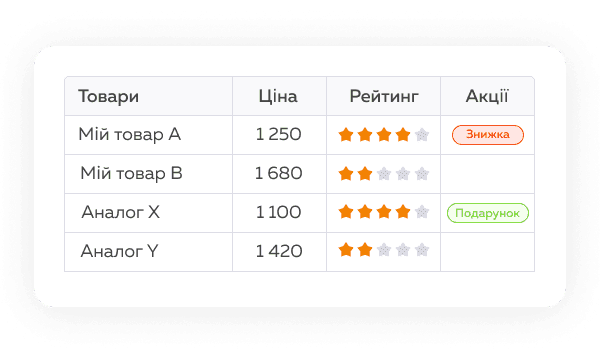 Товари Ціна Рейтинг Акції
Мій товар A 1 250 Знижка
Мій товар B 1 680
Аналог X 1 100 Подарунок
Аналог Y 1 420